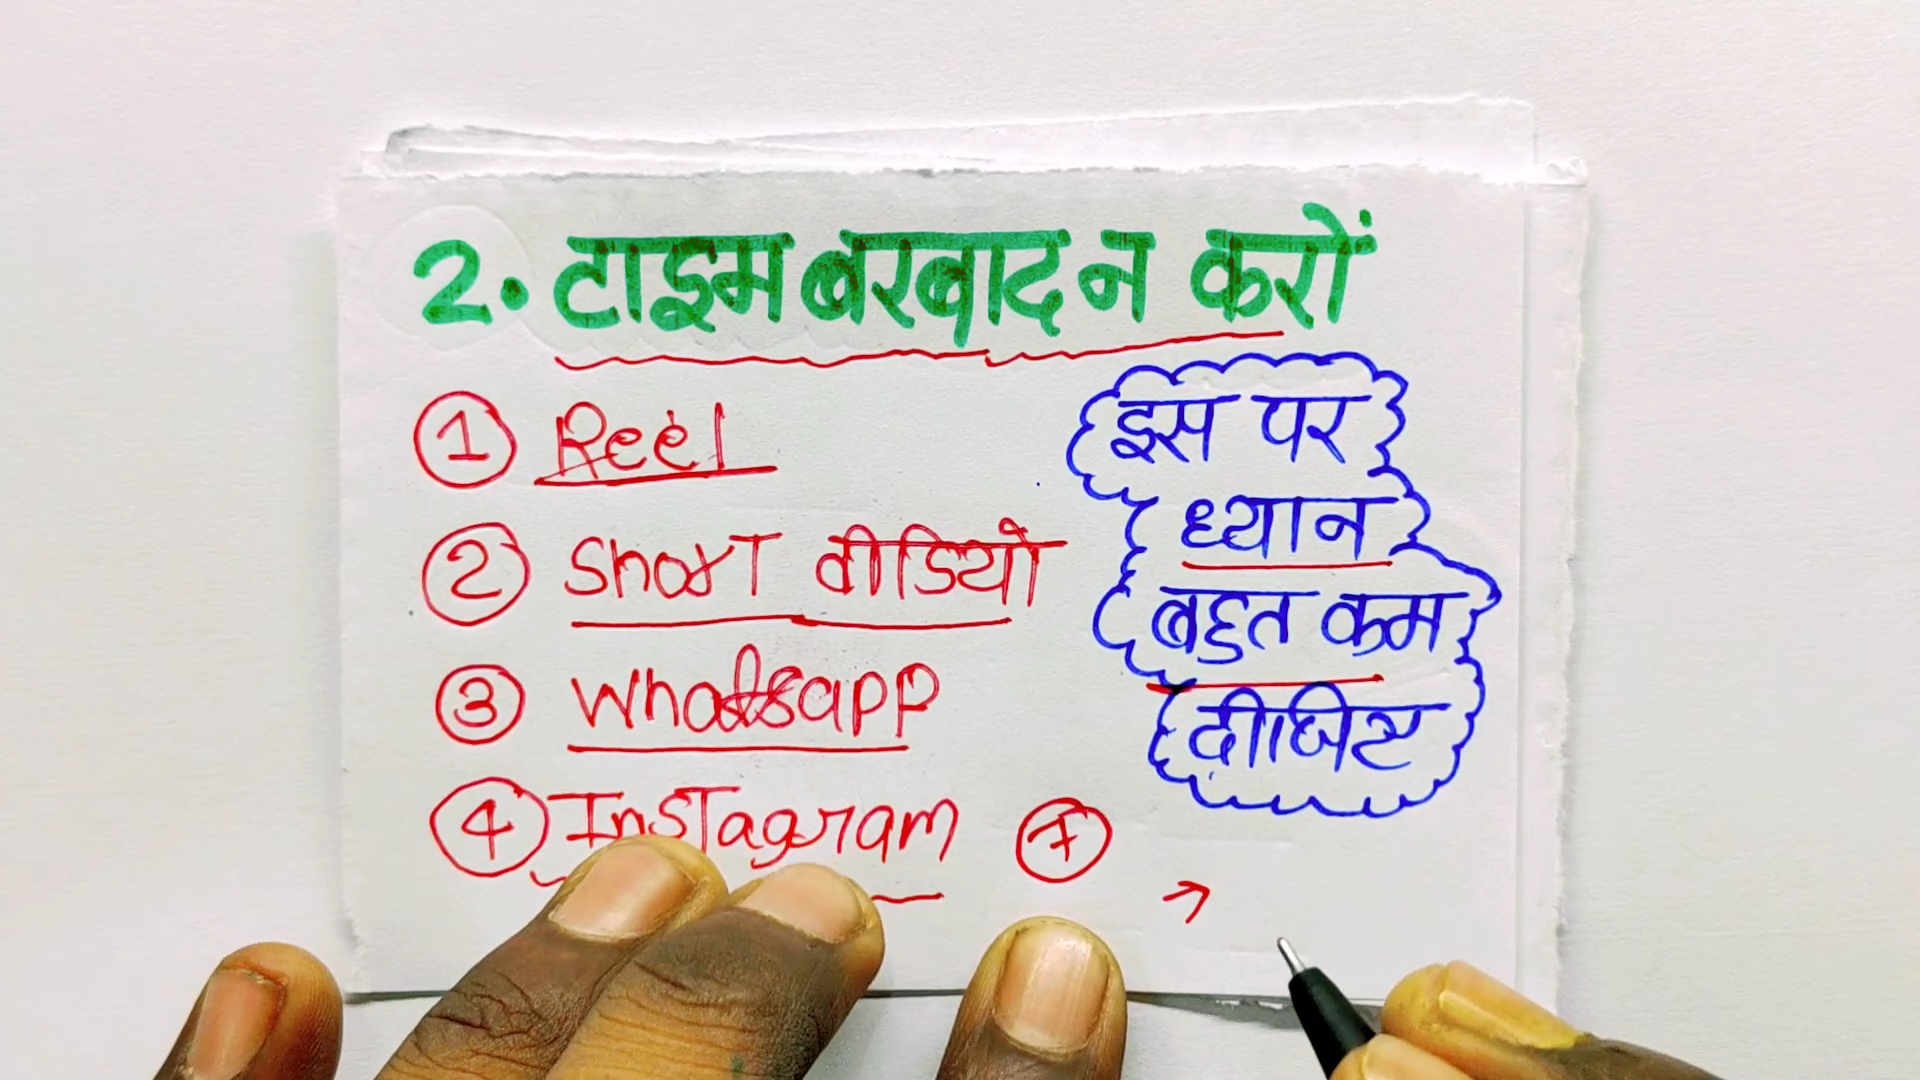 2. टाइम बरबाद न करों
① Reel
② Short वीडियो
③ Whatsapp
④ Instagram
इस पर
ध्यान
बहुत कम
दीजिए